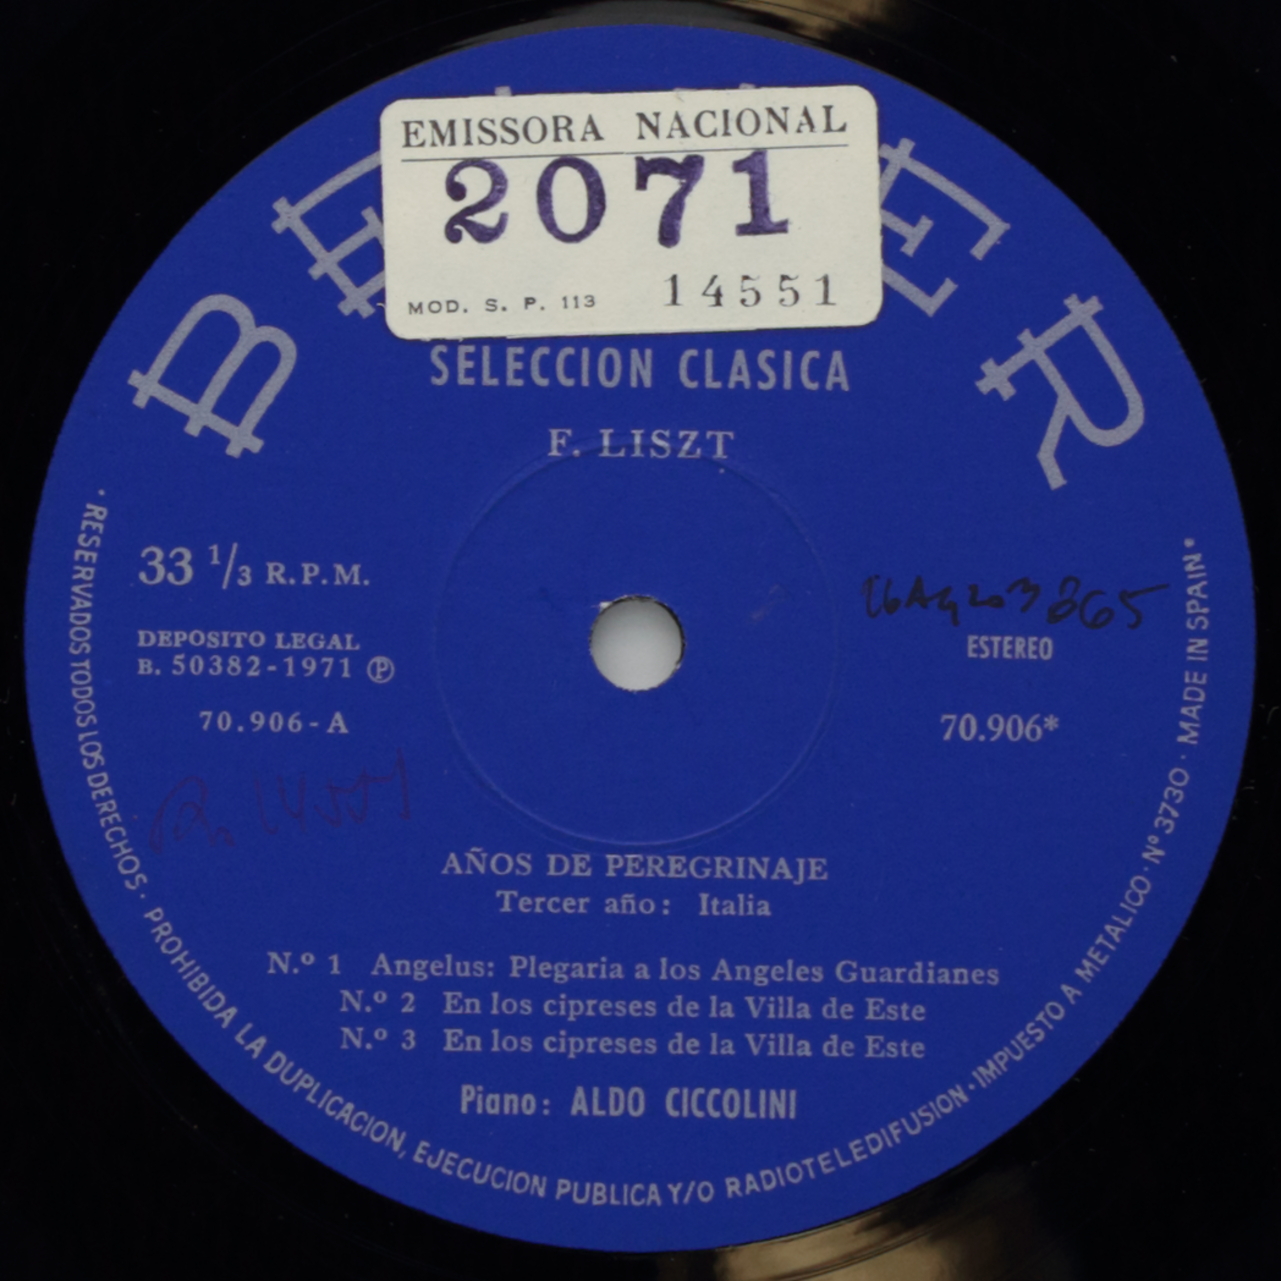 EMISSORA NACIONAL
2071
MOD. S. P. 113 14551
SELECCION CLASICA
F. LISZT
33 1/3 R.P.M.
DEPOSITO LEGAL
B. 50382-1971 Ⓟ
70.906-A
865
ESTEREO
70.906*
14551
AÑOS DE PEREGRINAJE
Tercer año: Italia
N.º 1 Angelus: Plegaria a los Angeles Guardianes
N.º 2 En los cipreses de la Villa de Este
N.º 3 En los cipreses de la Villa de Este
Piano: ALDO CICCOLINI
· RESERVADOS TODOS LOS DERECHOS · PROHIBIDA LA DUPLICACION, EJECUCION PUBLICA Y/O RADIOTELEDIFUSION · IMPUESTO A METALICO · Nº 3730 · MADE IN SPAIN ·